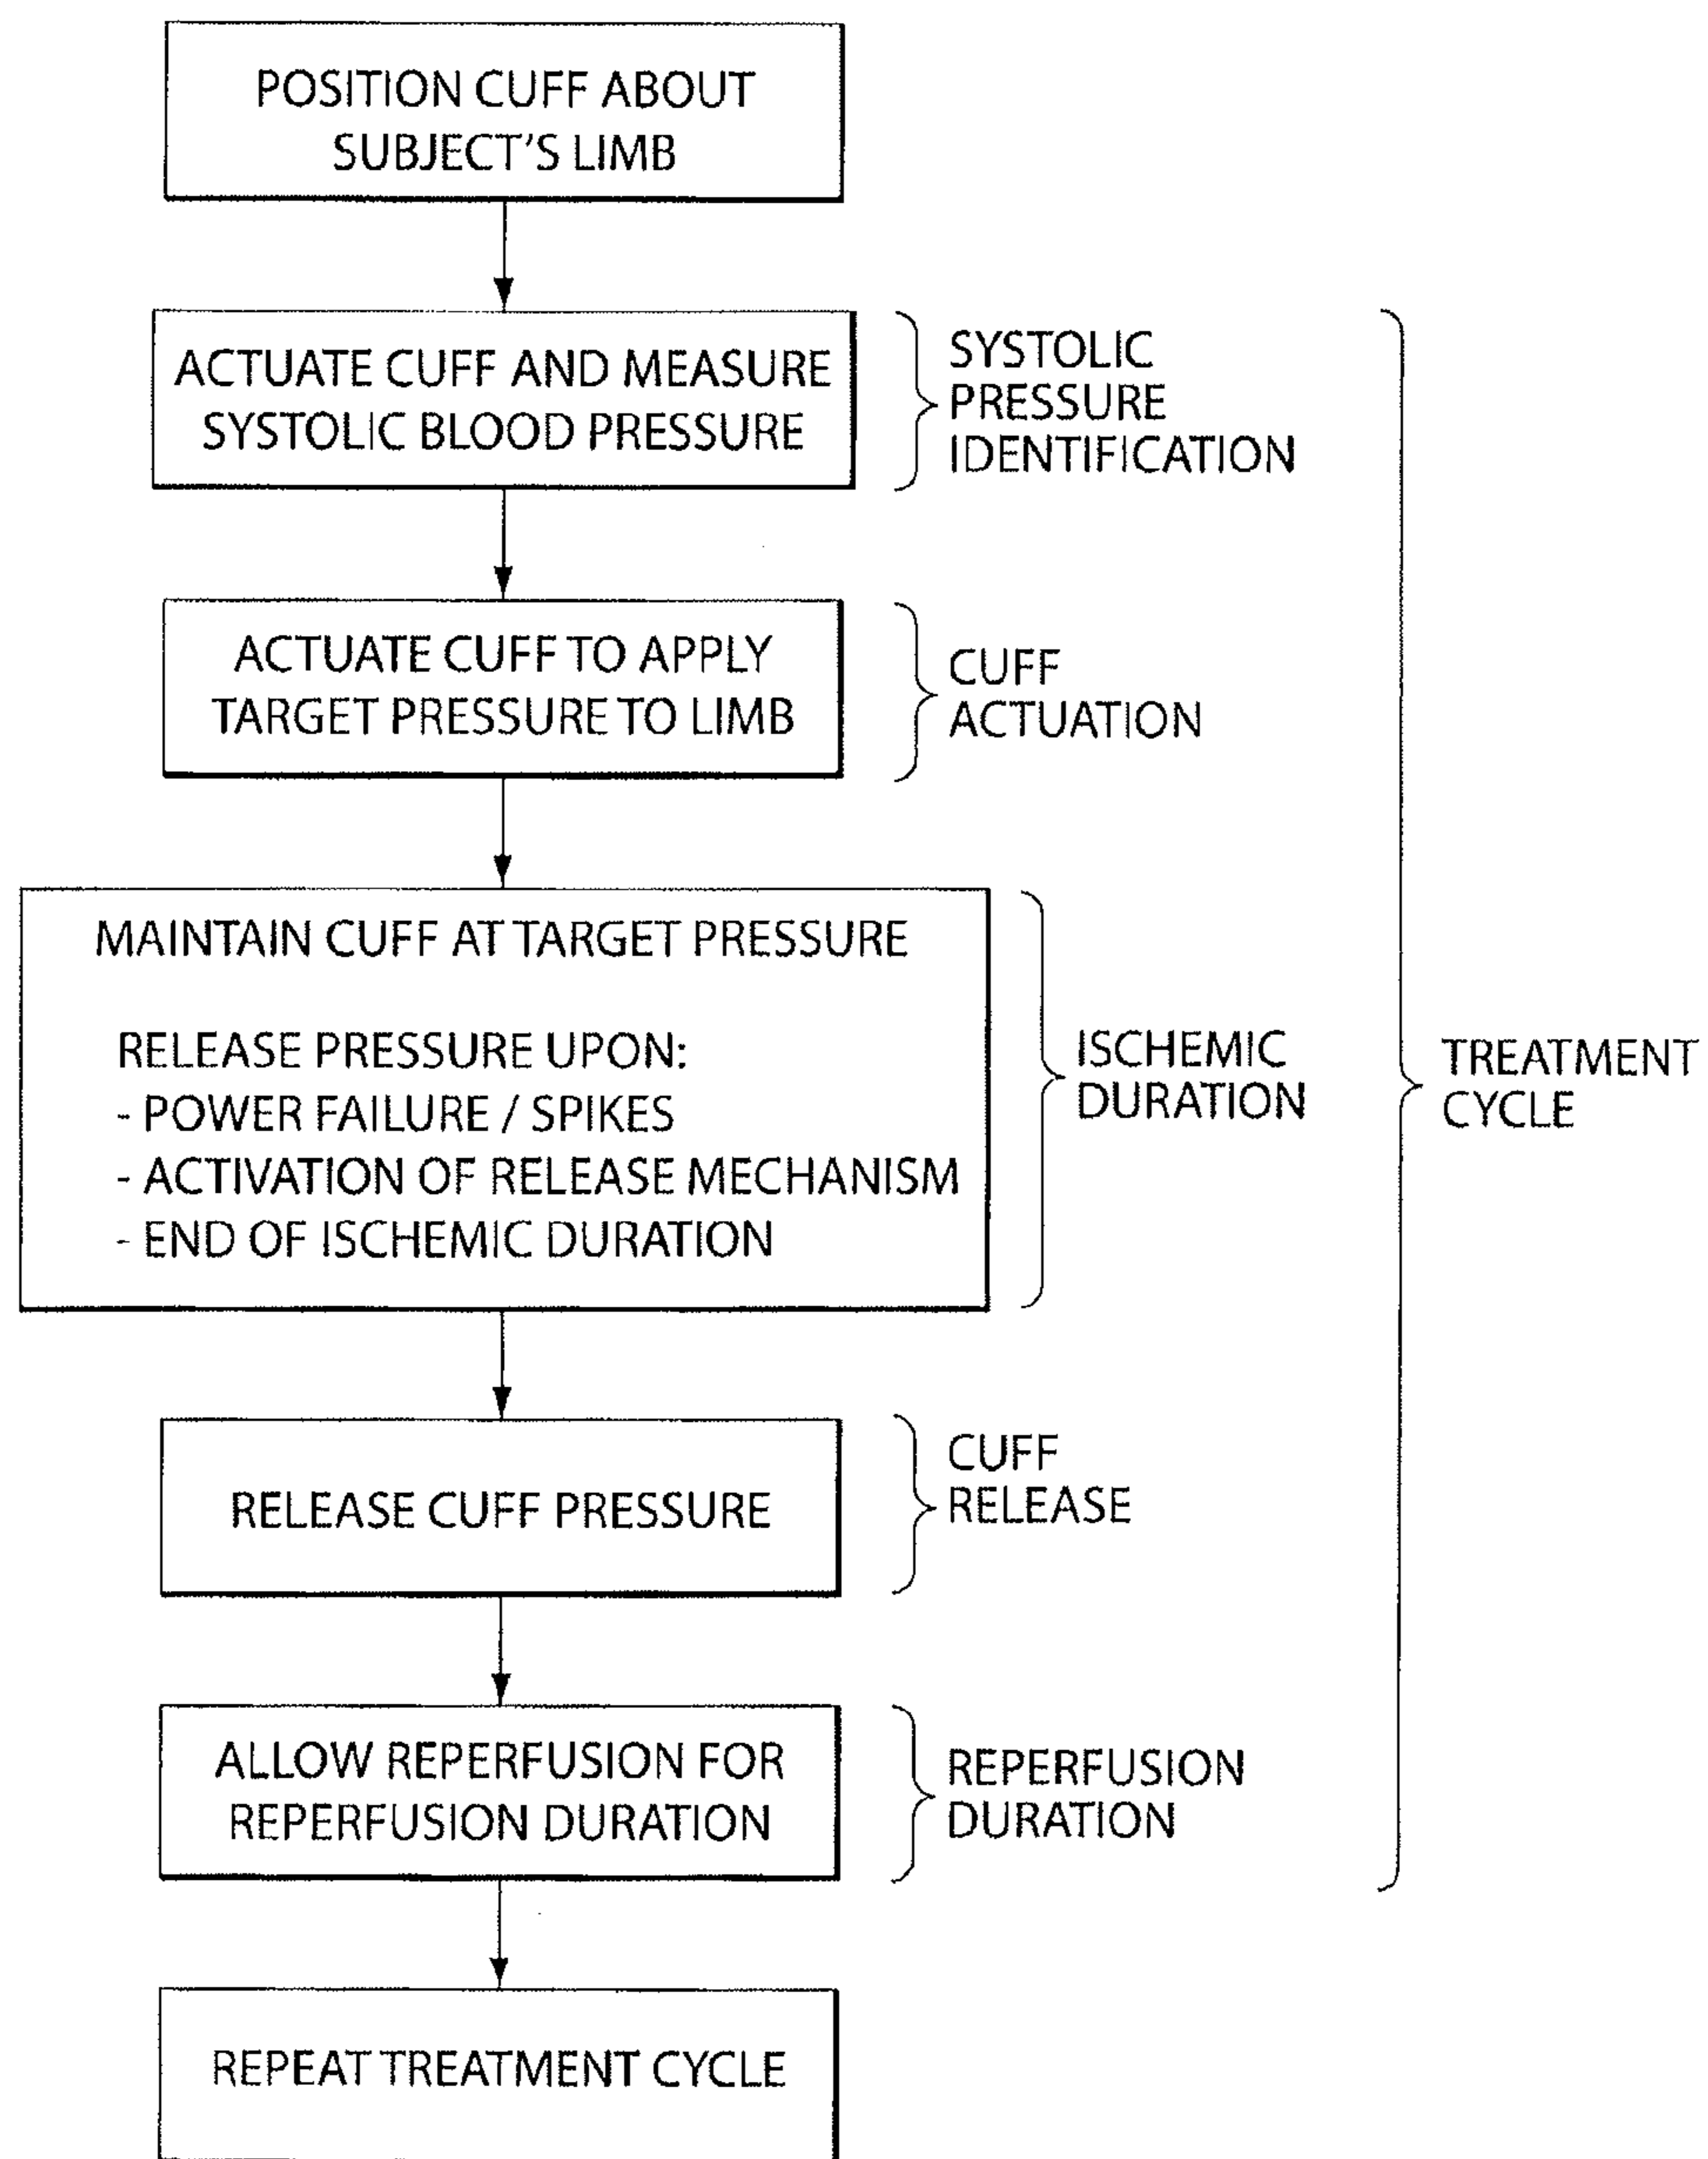 POSITION CUFF ABOUT
SUBJECT'S LIMB
ACTUATE CUFF AND MEASURE
SYSTOLIC BLOOD PRESSURE
SYSTOLIC
PRESSURE
IDENTIFICATION
ACTUATE CUFF TO APPLY
TARGET PRESSURE TO LIMB
CUFF
ACTUATION
MAINTAIN CUFF AT TARGET PRESSURE
RELEASE PRESSURE UPON:
- POWER FAILURE / SPIKES
- ACTIVATION OF RELEASE MECHANISM
- END OF ISCHEMIC DURATION
ISCHEMIC
DURATION
TREATMENT
CYCLE
RELEASE CUFF PRESSURE
CUFF
RELEASE
ALLOW REPERFUSION FOR
REPERFUSION DURATION
REPERFUSION
DURATION
REPEAT TREATMENT CYCLE